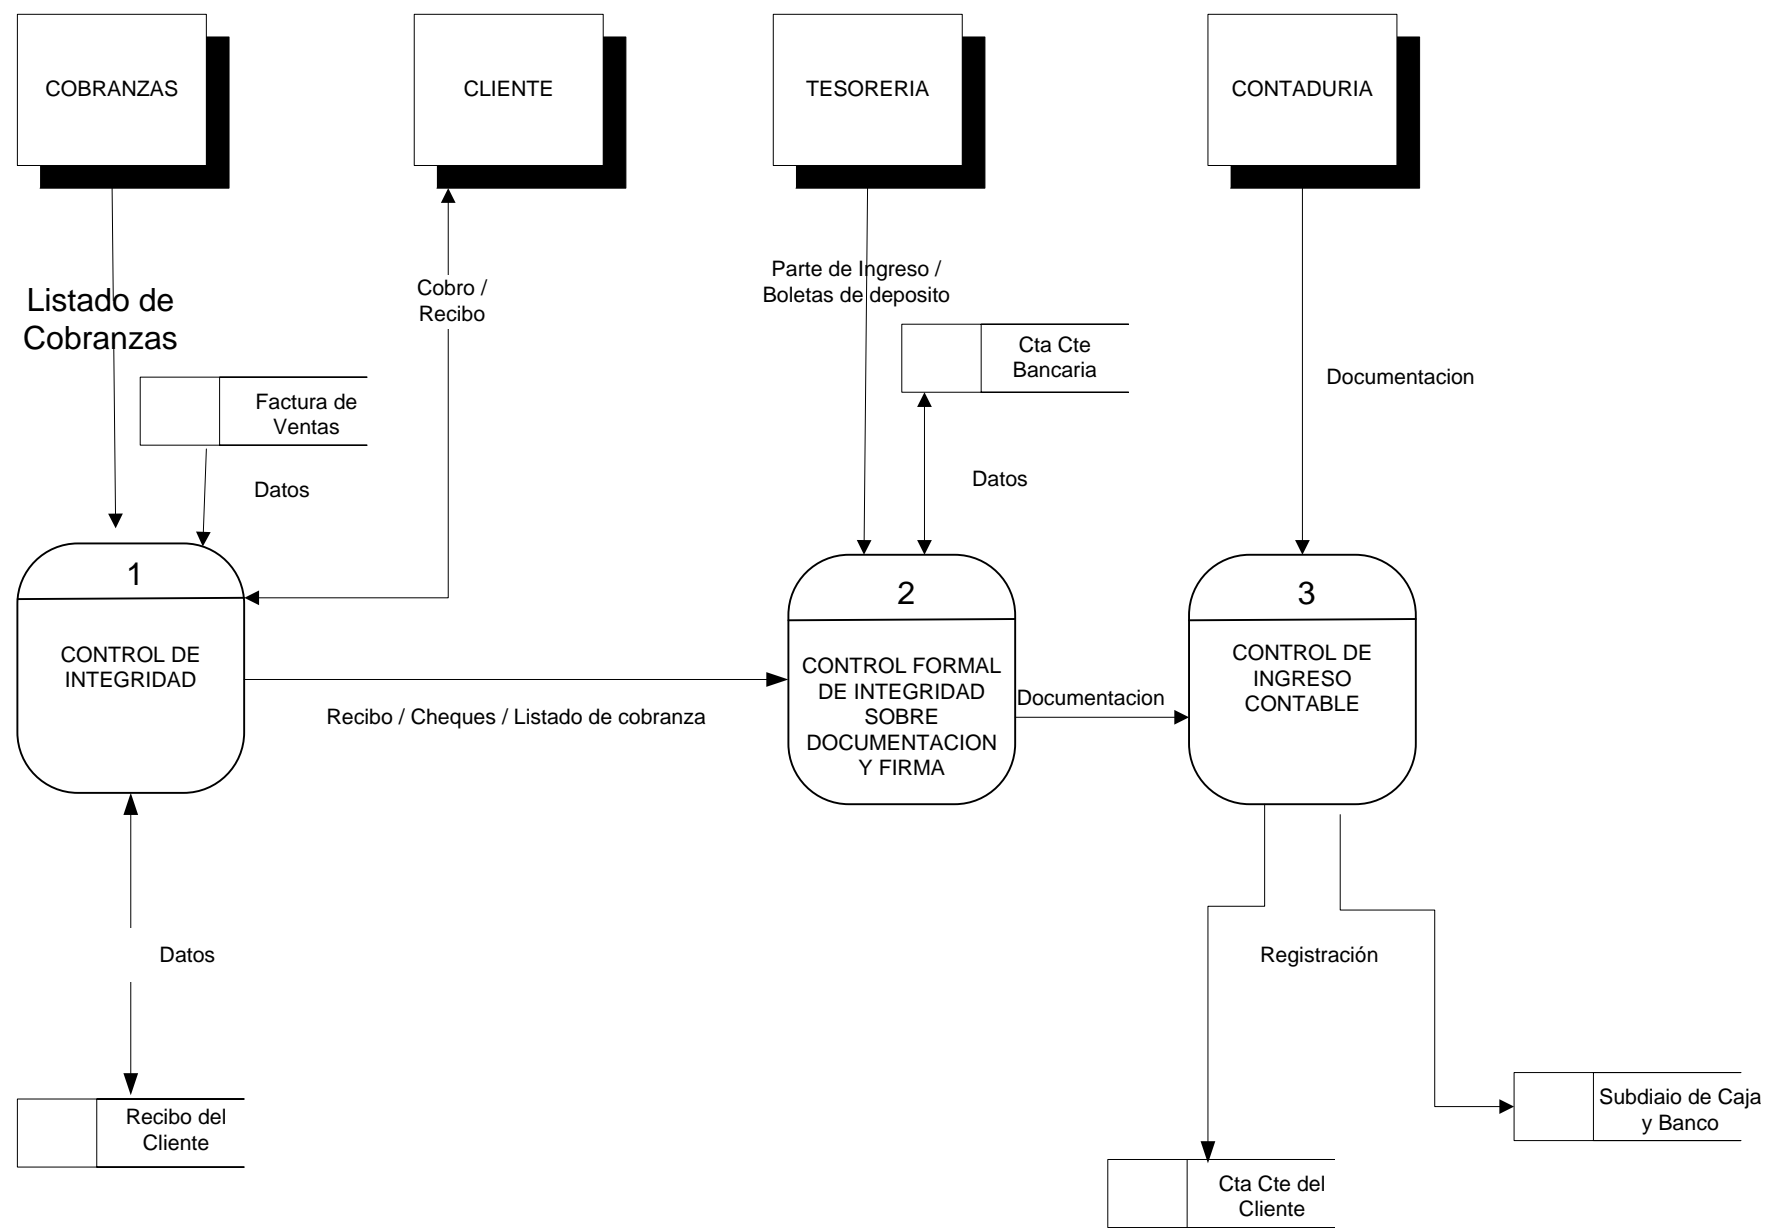 COBRANZAS
CLIENTE
TESORERIA
CONTADURIA
Listado de
Cobranzas
Cobro /
Recibo
Parte de Ingreso /
Boletas de deposito
Cta Cte
Bancaria
Documentacion
Factura de
Ventas
Datos
Datos
1
CONTROL DE
INTEGRIDAD
2
CONTROL FORMAL
DE INTEGRIDAD
SOBRE
DOCUMENTACION
Y FIRMA
3
CONTROL DE
INGRESO
CONTABLE
Recibo / Cheques / Listado de cobranza
Documentacion
Datos
Registración
Recibo del
Cliente
Subdiaio de Caja
y Banco
Cta Cte del
Cliente